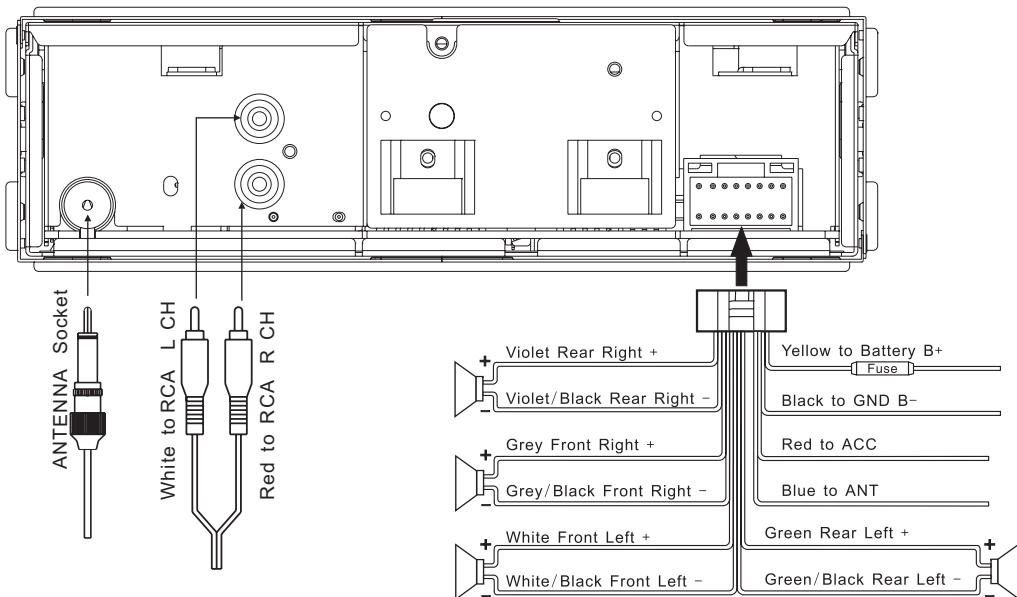 ANTENNA Socket
White to RCA L CH
Red to RCA R CH
+
Violet Rear Right +
Violet/Black Rear Right −
−
+
Grey Front Right +
Grey/Black Front Right −
−
+
White Front Left +
White/Black Front Left −
−
Yellow to Battery B+
Fuse
Black to GND B−
Red to ACC
Blue to ANT
Green Rear Left +
+
Green/Black Rear Left −
−